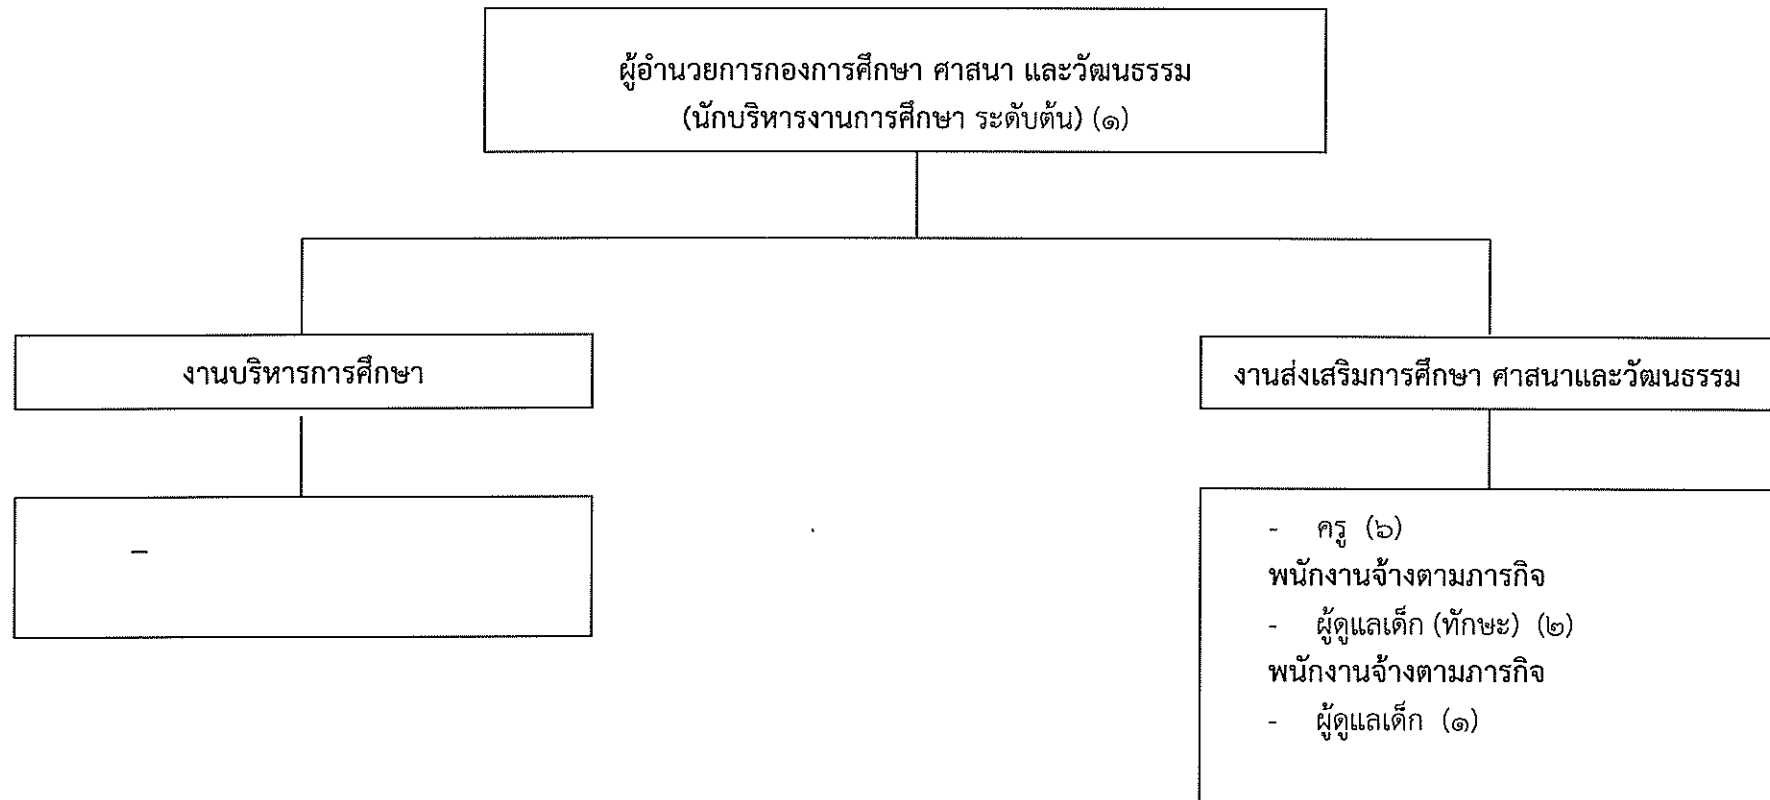 ผู้อำนวยการกองการศึกษา ศาสนา และวัฒนธรรม
(นักบริหารงานการศึกษา ระดับต้น) (๑)
งานบริหารการศึกษา
งานส่งเสริมการศึกษา ศาสนาและวัฒนธรรม
–
- ครู (๖)
พนักงานจ้างตามภารกิจ
- ผู้ดูแลเด็ก (ทักษะ) (๒)
พนักงานจ้างตามภารกิจ
- ผู้ดูแลเด็ก (๑)